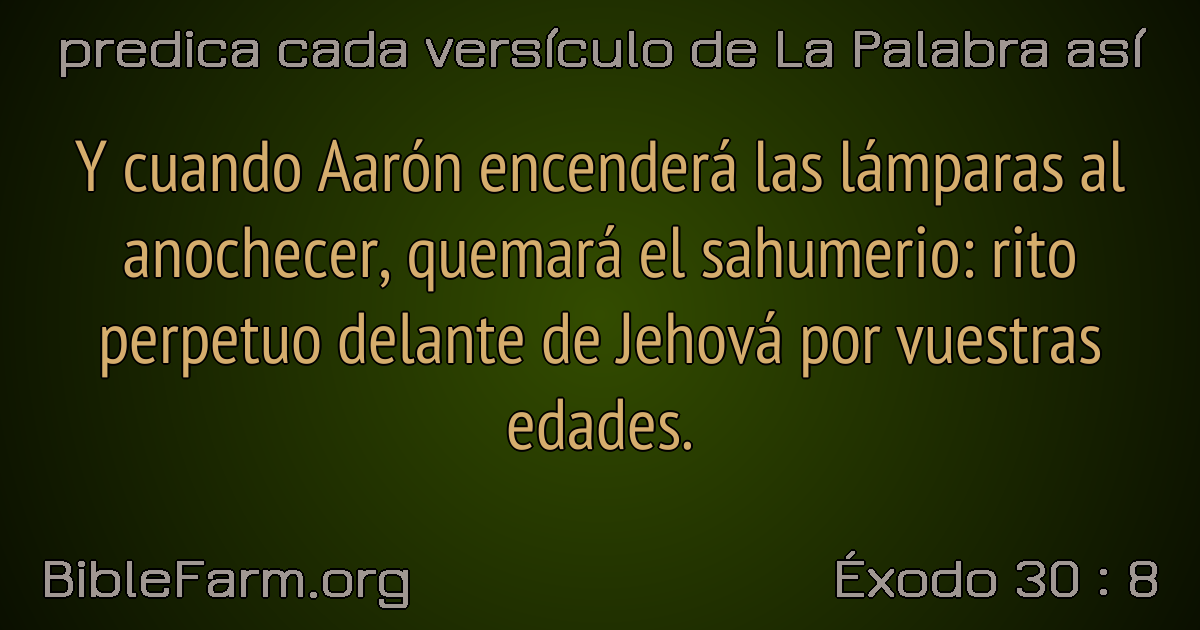 predica cada versículo de La Palabra así
Y cuando Aarón encenderá las lámparas al
anochecer, quemará el sahumerio: rito
perpetuo delante de Jehová por vuestras
edades.
BibleFarm.org
Éxodo 30 : 8